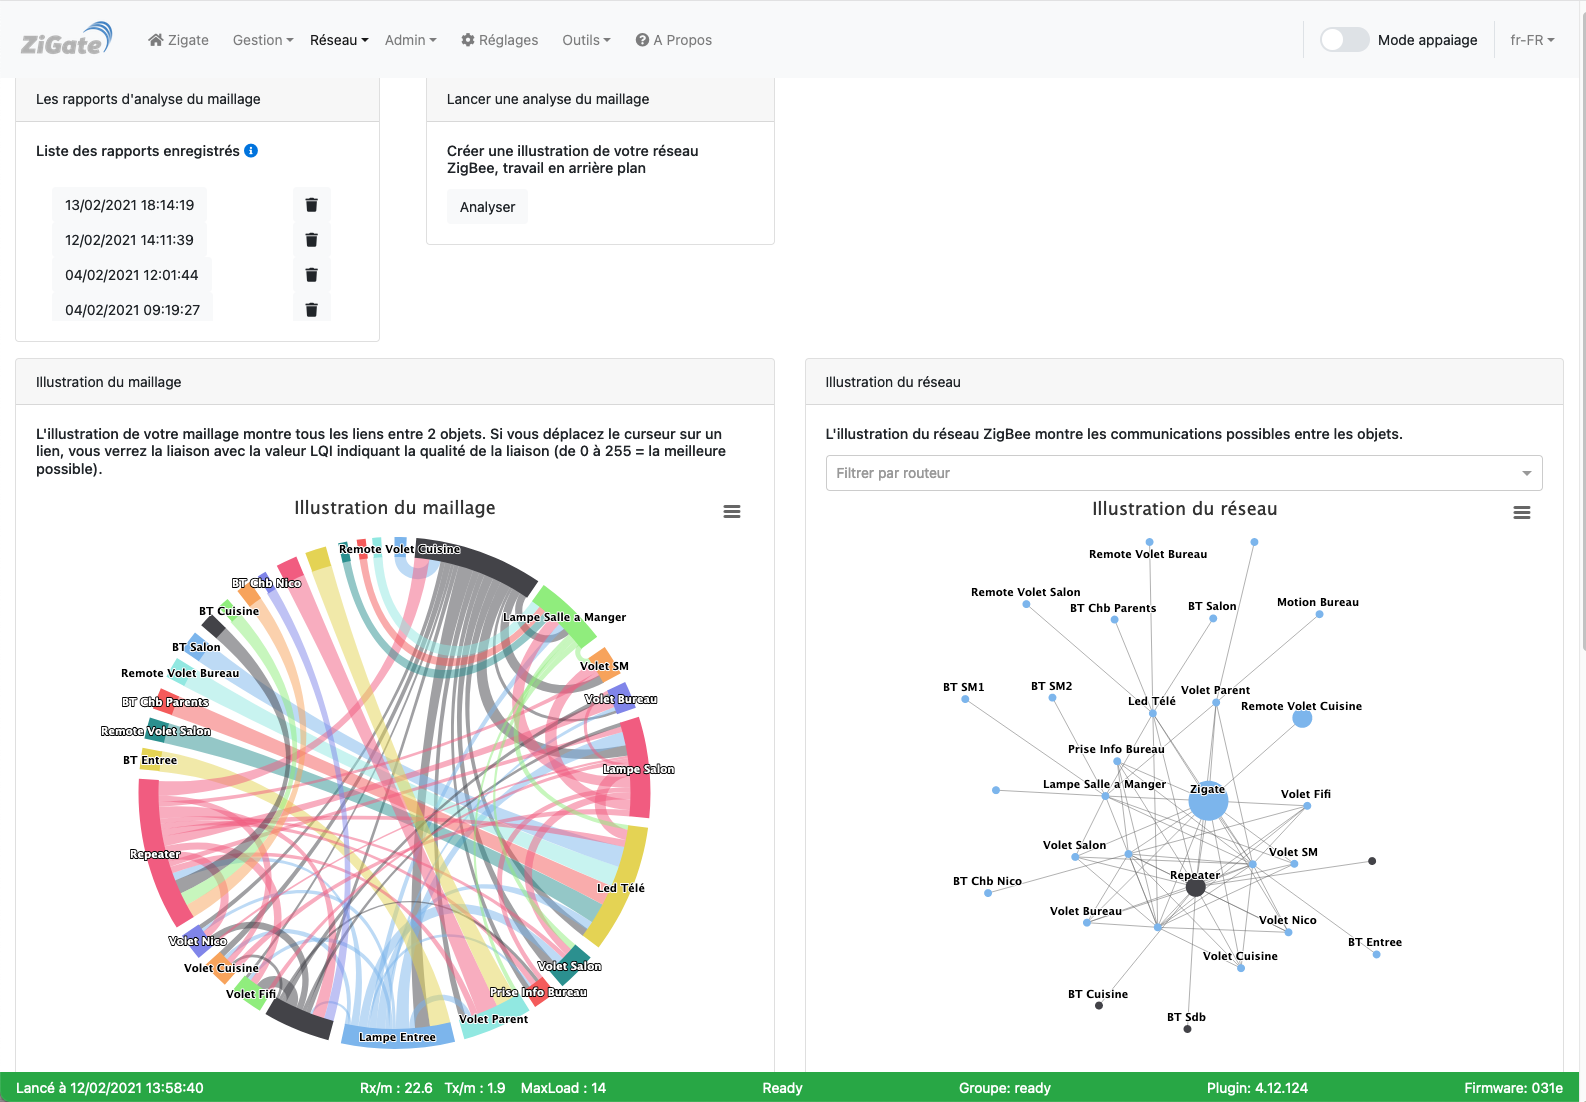 ZiGate
Zigate
Gestion
Réseau
Admin
Réglages
Outils
A Propos
Mode appaiage
fr-FR
Les rapports d'analyse du maillage
Liste des rapports enregistrés
13/02/2021 18:14:19
12/02/2021 14:11:39
04/02/2021 12:01:44
04/02/2021 09:19:27
Lancer une analyse du maillage
Créer une illustration de votre réseau
ZigBee, travail en arrière plan
Analyser
Illustration du maillage
L'illustration de votre maillage montre tous les liens entre 2 objets. Si vous déplacez le curseur sur un
lien, vous verrez la liaison avec la valeur LQI indiquant la qualité de la liaison (de 0 à 255 = la meilleure
possible).
Illustration du maillage
Remote Volet Cuisine
BT Chb Nico
BT Cuisine
Lampe Salle a Manger
BT Salon
Volet SM
Remote Volet Bureau
Volet Bureau
BT Chb Parents
Remote Volet Salon
BT Entree
Lampe Salon
Repeater
Led Télé
Volet Nico
Volet Cuisine
Volet Salon
Volet Fifi
Prise Info Bureau
Volet Parent
Lampe Entree
Illustration du réseau
L'illustration du réseau ZigBee montre les communications possibles entre les objets.
Filtrer par routeur
Illustration du réseau
Remote Volet Bureau
Remote Volet Salon
BT Chb Parents
BT Salon
Motion Bureau
BT SM1
BT SM2
Volet Parent
Led Télé
Remote Volet Cuisine
Prise Info Bureau
Lampe Salle a Manger
Zigate
Volet Fifi
Volet Salon
Volet SM
Repeater
BT Chb Nico
Volet Bureau
Volet Nico
BT Entree
Volet Cuisine
BT Cuisine
BT Sdb
Lancé à 12/02/2021 13:58:40
Rx/m : 22.6
Tx/m : 1.9
MaxLoad : 14
Ready
Groupe: ready
Plugin: 4.12.124
Firmware: 031e